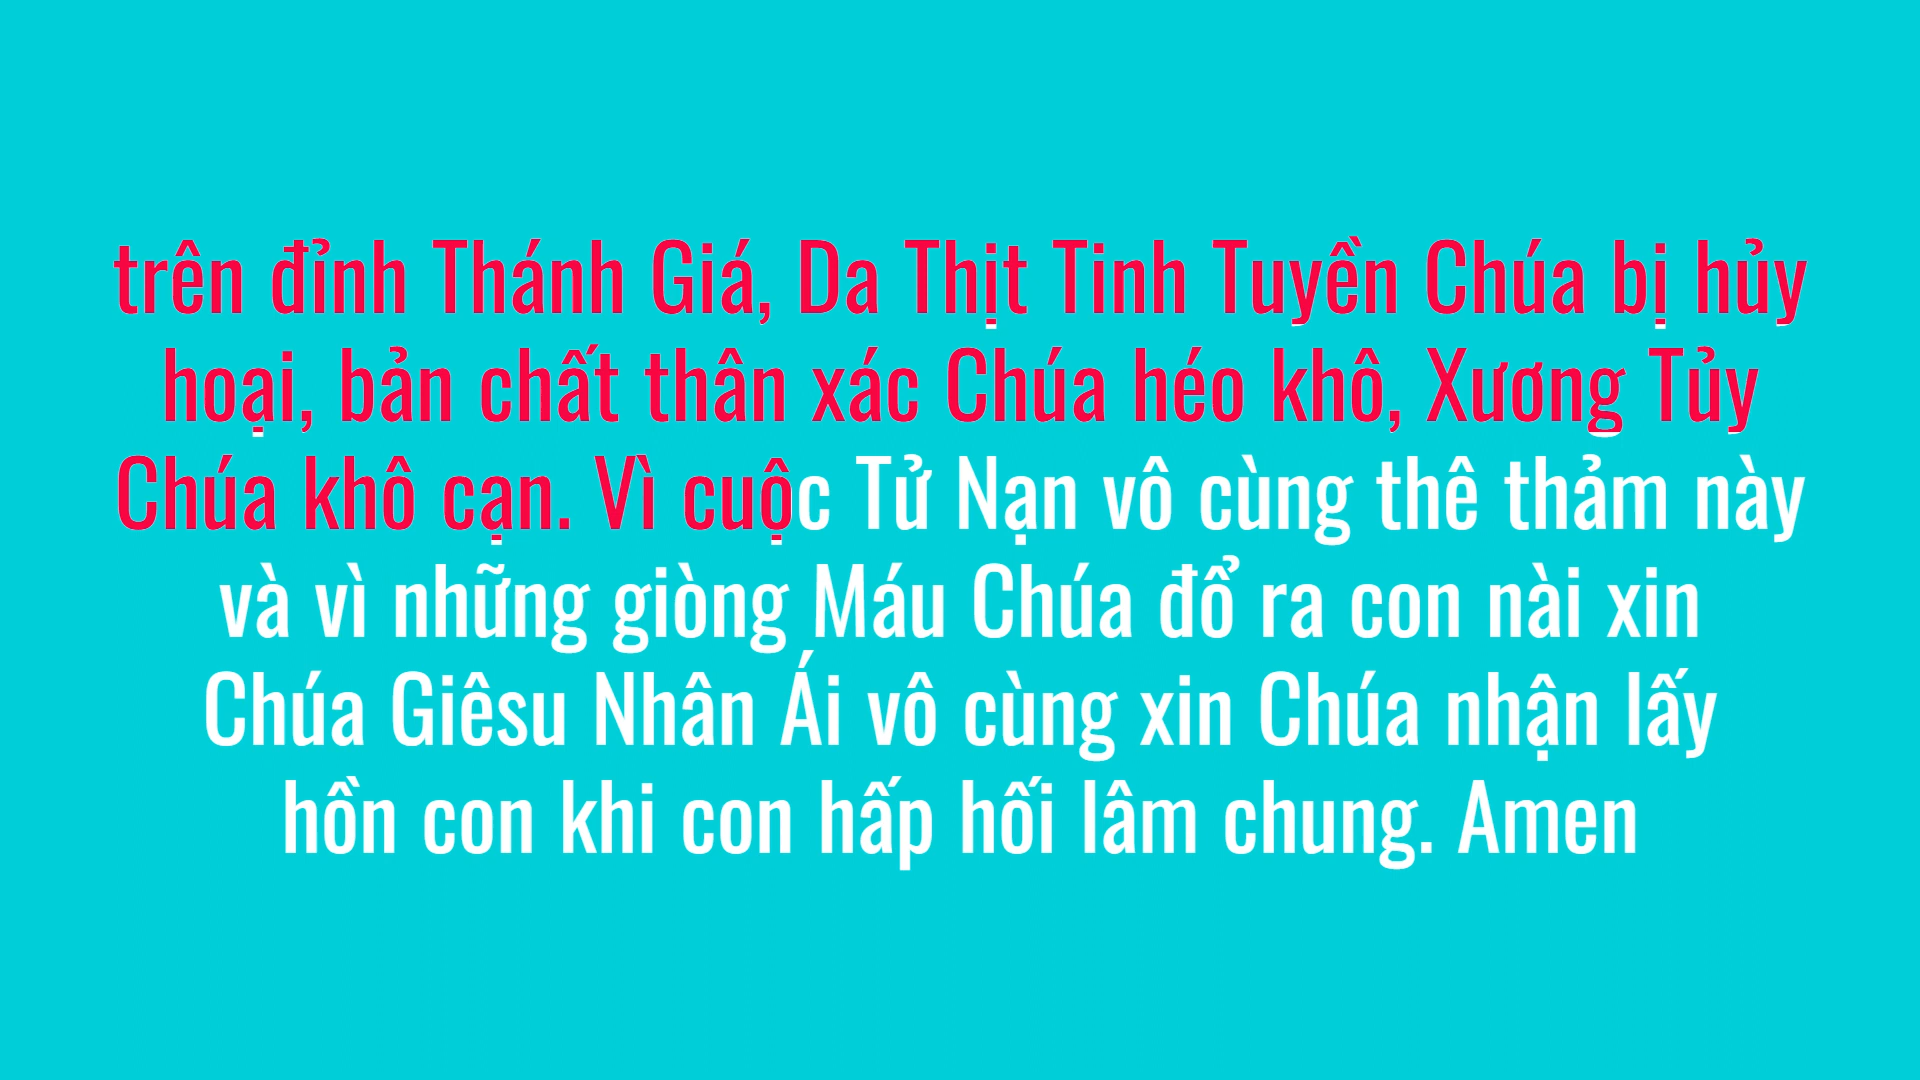 trên đỉnh Thánh Giá, Da Thịt Tinh Tuyền Chúa bị hủy
hoại, bản chất thân xác Chúa héo khô, Xương Tủy
Chúa khô cạn. Vì cuộc Tử Nạn vô cùng thê thảm này
và vì những giòng Máu Chúa đổ ra con nài xin
Chúa Giêsu Nhân Ái vô cùng xin Chúa nhận lấy
hồn con khi con hấp hối lâm chung. Amen